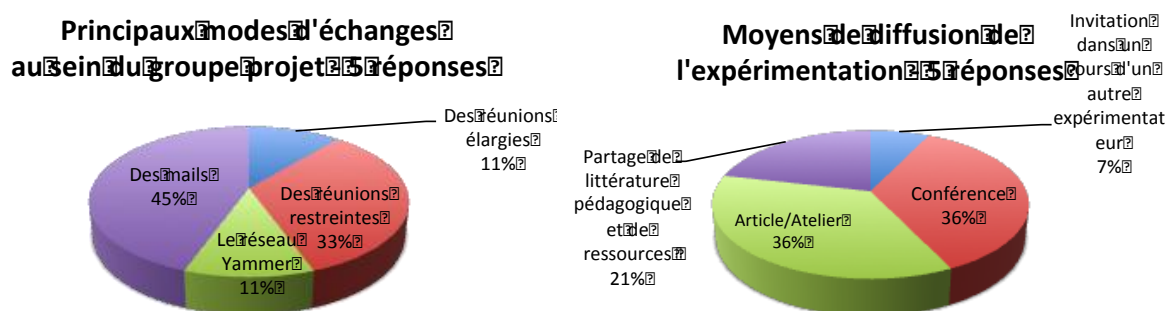 Principaux modes d'échanges
au sein du groupe projet - 5 réponses
Des réunions
élargies
11%
Des réunions
restreintes
33%
Le réseau
Yammer
11%
Des mails
45%
Moyens de diffusion de
l'expérimentation - 5 réponses
Invitation
dans un
cours d'un
autre
expérimentat
eur
7%
Conférence
36%
Article/Atelier
36%
Partage de
littérature
pédagogique
et de
ressources
21%